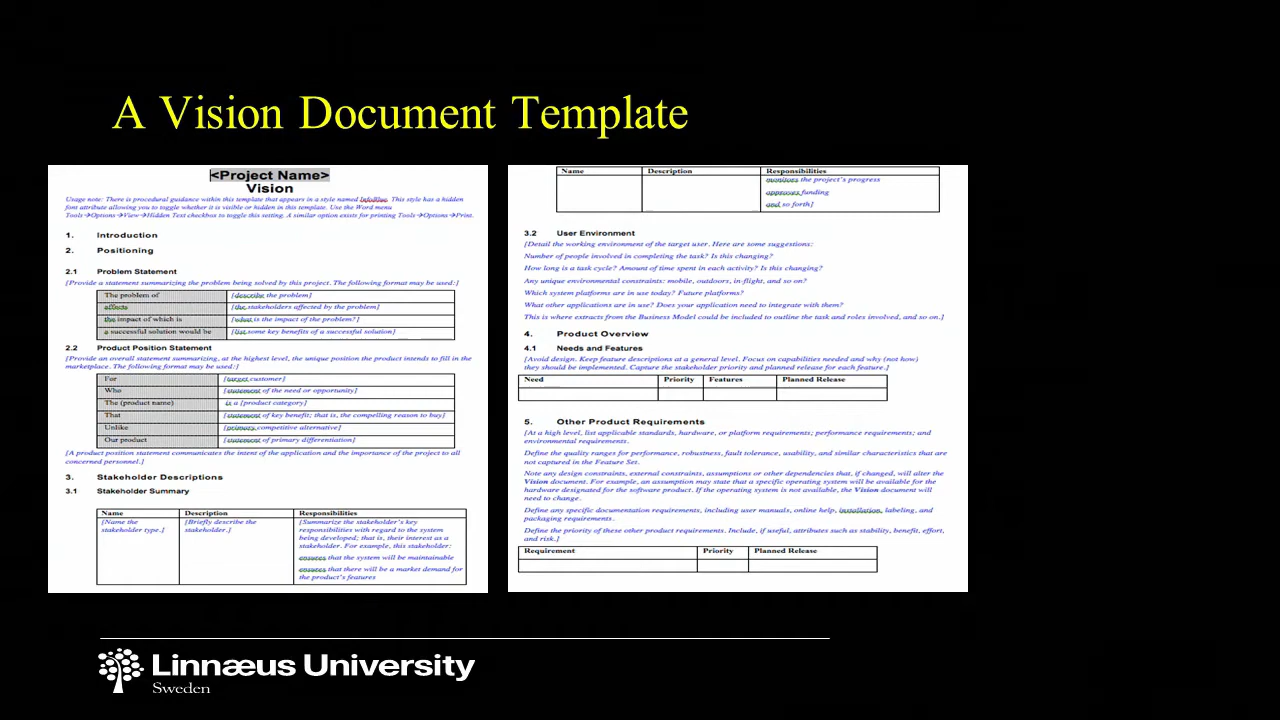 A Vision Document Template
<Project Name>
Vision
Usage note: There is procedural guidance within this template that appears in a style named InfoBlue. This style has a hidden
font attribute allowing you to toggle whether it is visible or hidden in this template. Use the Word menu
Tools→Options→View→Hidden Text checkbox to toggle this setting. A similar option exists for printing Tools→Options→Print.
1. Introduction
2. Positioning
2.1 Problem Statement
[Provide a statement summarizing the problem being solved by this project. The following format may be used:]
The problem of [describe the problem]
affects [the stakeholders affected by the problem]
the impact of which is [what is the impact of the problem?]
a successful solution would be [list some key benefits of a successful solution]
2.2 Product Position Statement
[Provide an overall statement summarizing, at the highest level, the unique position the product intends to fill in the
marketplace. The following format may be used:]
For [target customer]
Who [statement of the need or opportunity]
The (product name) is a [product category]
That [statement of key benefit; that is, the compelling reason to buy]
Unlike [primary competitive alternative]
Our product [statement of primary differentiation]
[A product position statement communicates the intent of the application and the importance of the project to all
concerned personnel.]
3. Stakeholder Descriptions
3.1 Stakeholder Summary
Name Description Responsibilities
[Name the [Briefly describe the [Summarize the stakeholder's key
stakeholder type.] stakeholder.] responsibilities with regard to the system
being developed; that is, their interest as a
stakeholder. For example, this stakeholder:
ensures that the system will be maintainable
ensures that there will be a market demand for
the product's features
Name Description Responsibilities
monitors the project's progress
approves funding
and so forth]
3.2 User Environment
[Detail the working environment of the target user. Here are some suggestions:
Number of people involved in completing the task? Is this changing?
How long is a task cycle? Amount of time spent in each activity? Is this changing?
Any unique environmental constraints: mobile, outdoors, in-flight, and so on?
Which system platforms are in use today? Future platforms?
What other applications are in use? Does your application need to integrate with them?
This is where extracts from the Business Model could be included to outline the task and roles involved, and so on.]
4. Product Overview
4.1 Needs and Features
[Avoid design. Keep feature descriptions at a general level. Focus on capabilities needed and why (not how)
they should be implemented. Capture the stakeholder priority and planned release for each feature.]
Need Priority Features Planned Release
5. Other Product Requirements
[At a high level, list applicable standards, hardware, or platform requirements; performance requirements; and
environmental requirements.
Define the quality ranges for performance, robustness, fault tolerance, usability, and similar characteristics that are
not captured in the Feature Set.
Note any design constraints, external constraints, assumptions or other dependencies that, if changed, will alter the
Vision document. For example, an assumption may state that a specific operating system will be available for the
hardware designated for the software product. If the operating system is not available, the Vision document will
need to change.
Define any specific documentation requirements, including user manuals, online help, installation, labeling, and
packaging requirements.
Define the priority of these other product requirements. Include, if useful, attributes such as stability, benefit, effort,
and risk.]
Requirement Priority Planned Release
Linnæus University
Sweden